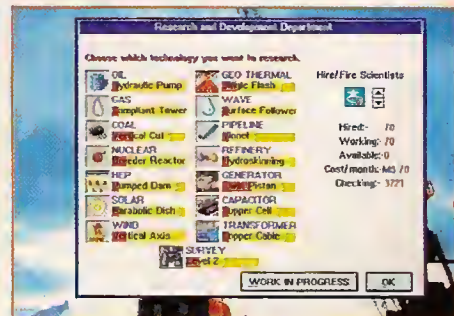 Research and Development Department
Choose which technology you want to research.
OIL
Hydraulic Pump
GAS
Compliant Tower
COAL
Vertical Cut
NUCLEAR
Breeder Reactor
HEP
Pumped Dam
SOLAR
Parabolic Dish
WIND
Vertical Axis
GEO THERMAL
Single Flash
WAVE
Surface Follower
PIPELINE
Monel
REFINERY
Hydroskimming
GENERATOR
Piston
CAPACITOR
Copper Cell
TRANSFORMER
Copper Cable
SURVEY
Level 2
Hire/Fire Scientists
Hired:- 70
Working:- 70
Available:-0
Cost/month:-M$ 70
Checking:- 3721
WORK IN PROGRESS
OK